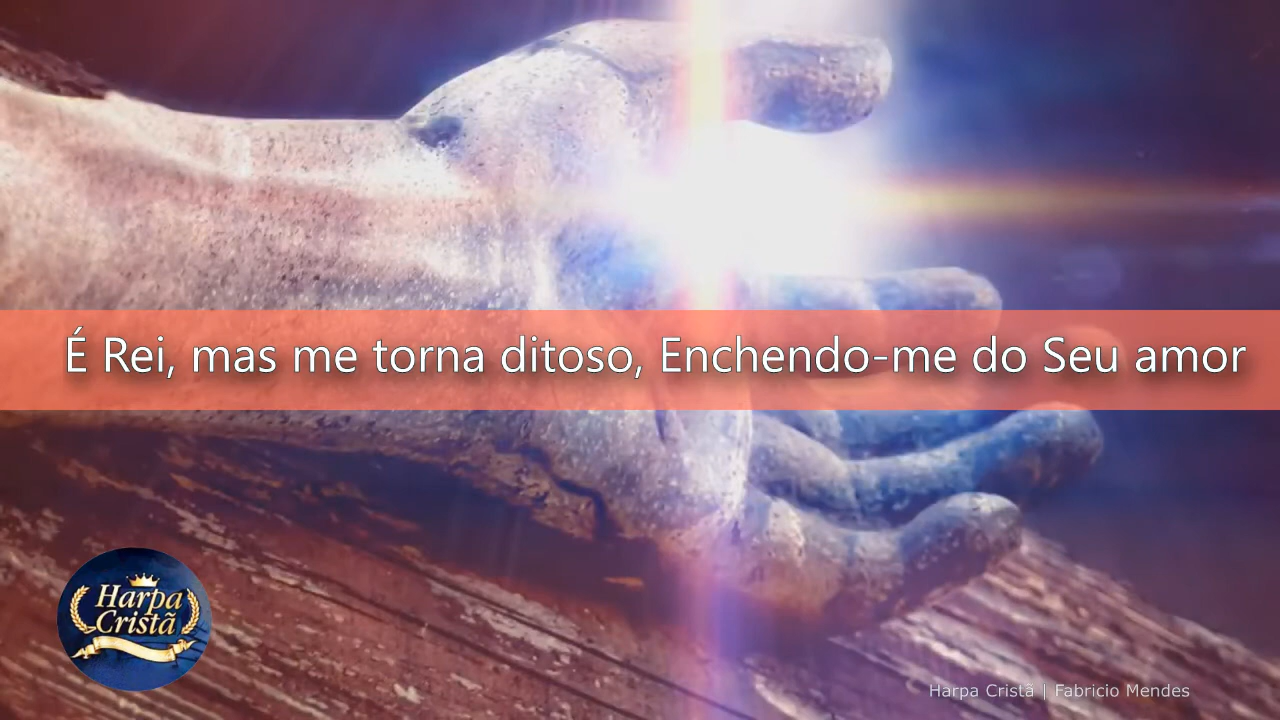 É Rei, mas me torna ditoso, Enchendo-me do Seu amor
Harpa
Cristã
Harpa Cristã | Fabricio Mendes